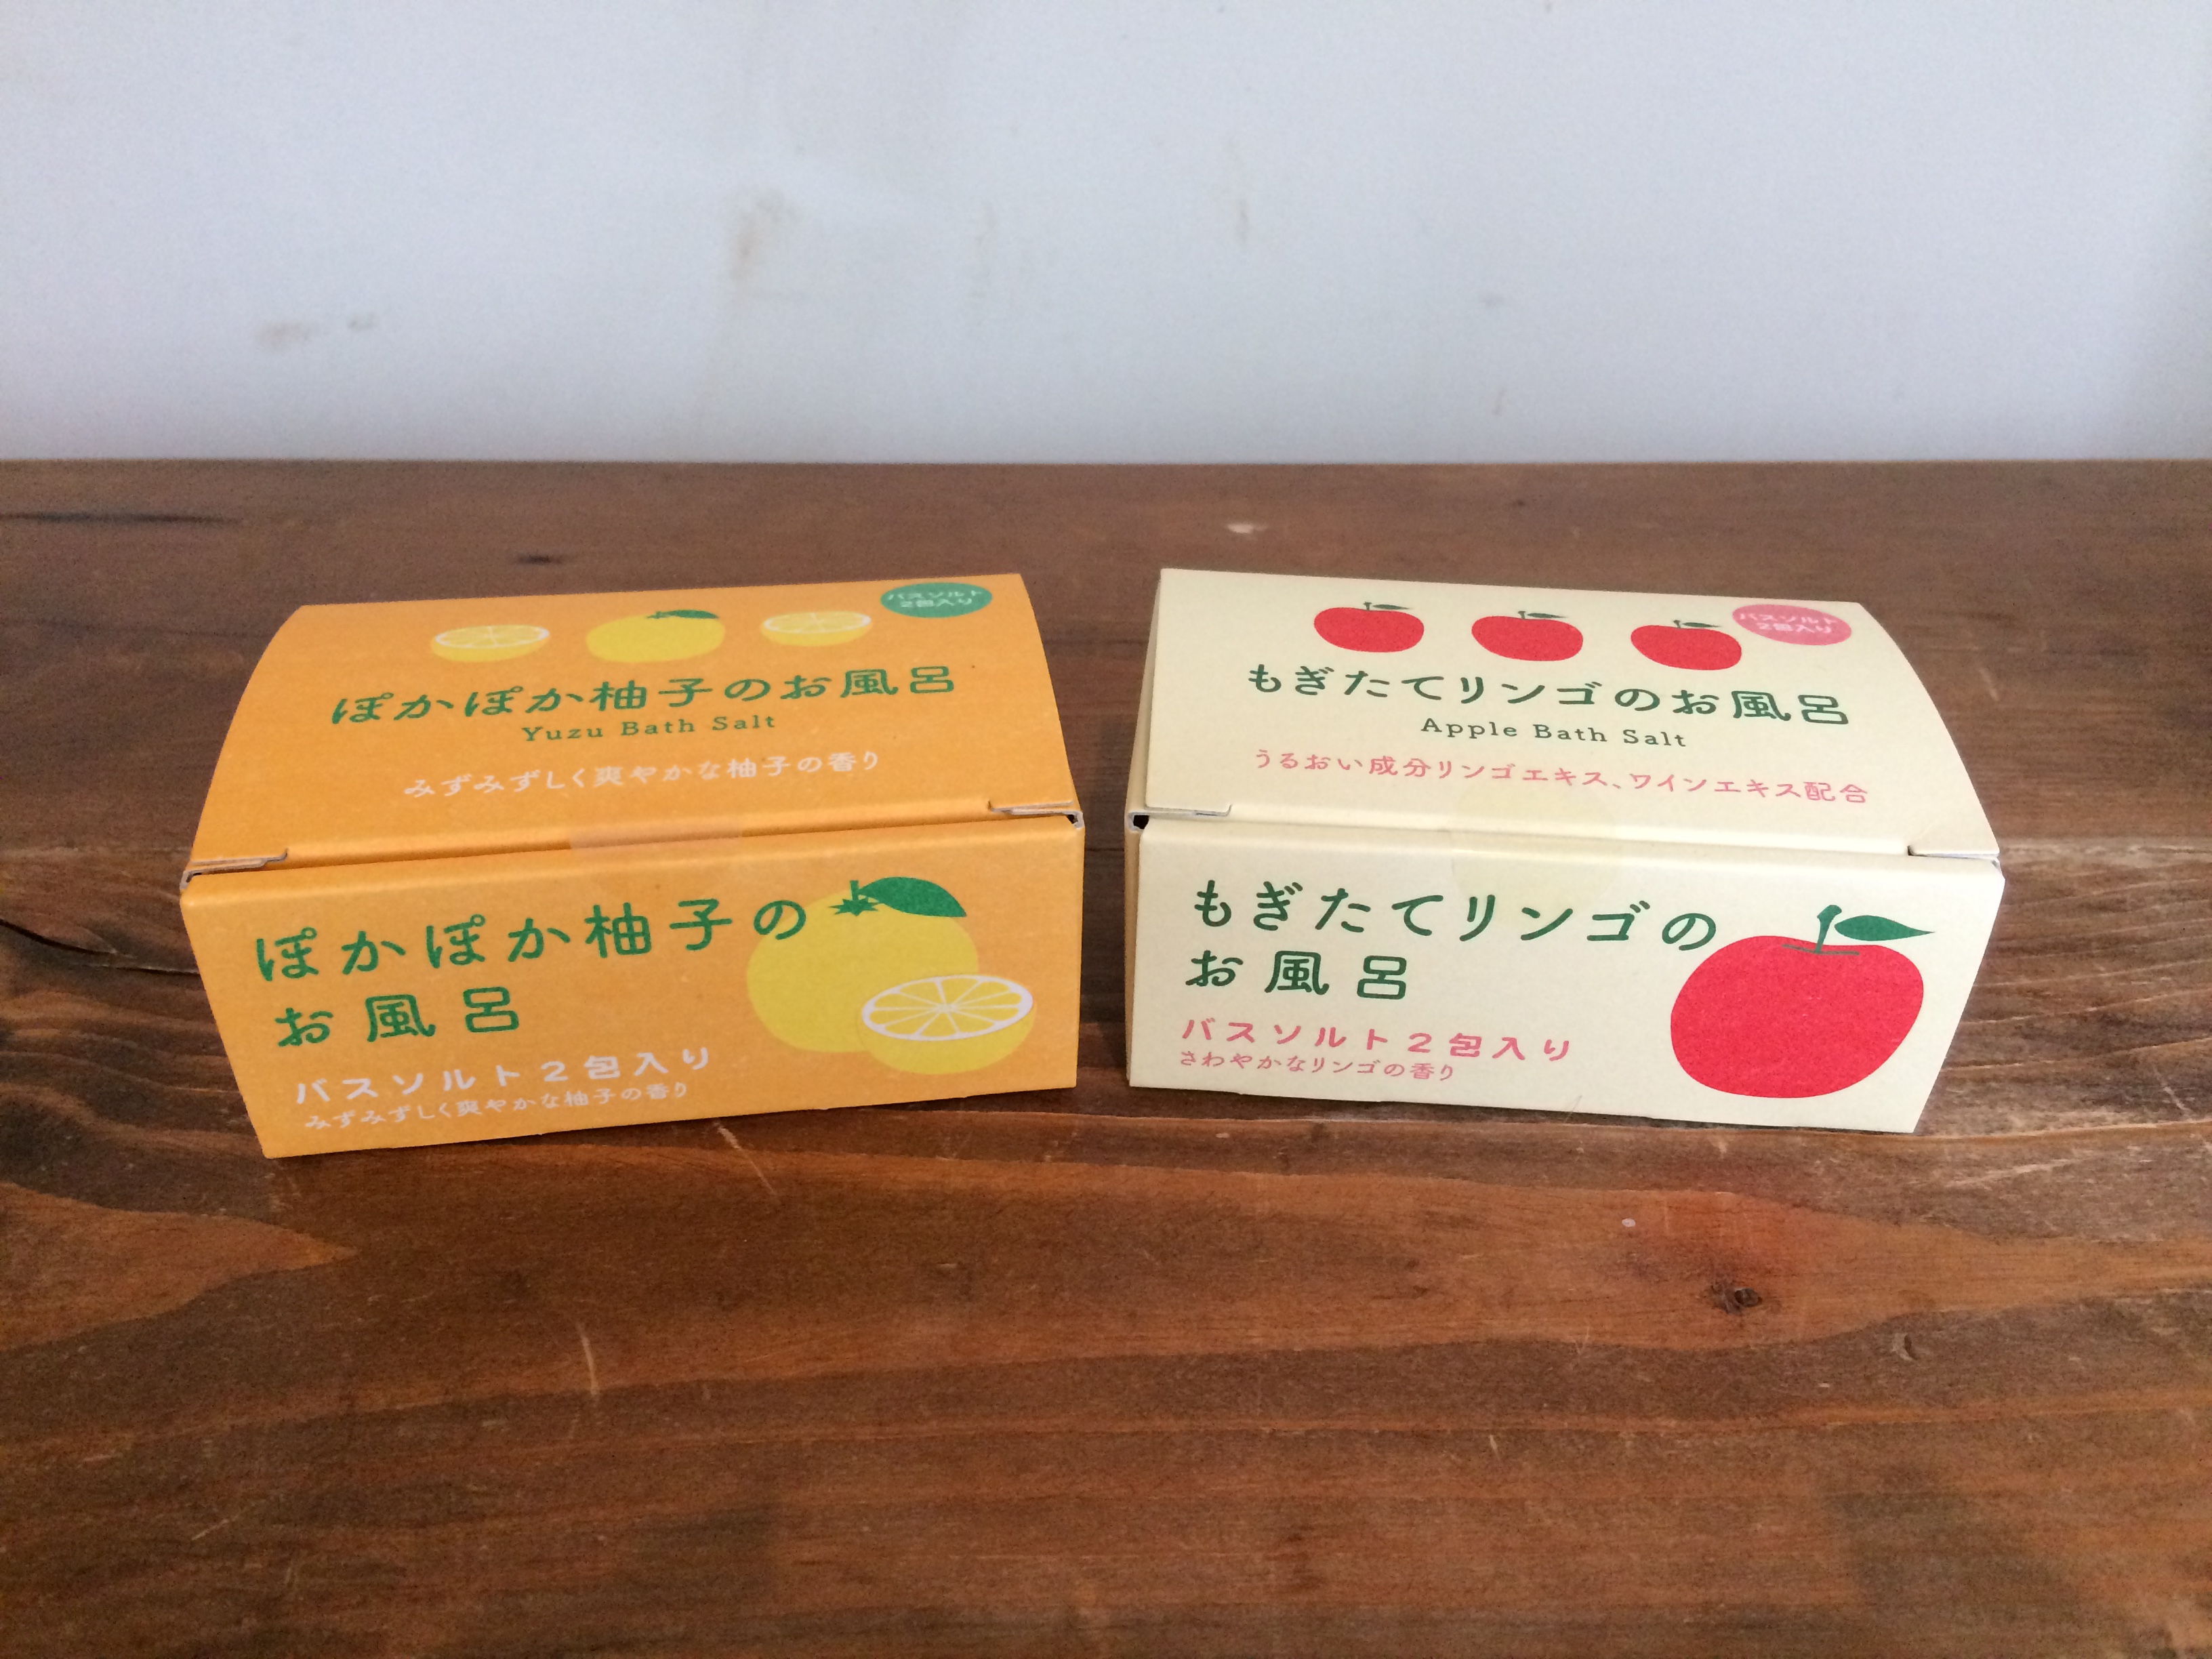 バスソルト
2包入り
ぽかぽか柚子のお風呂
Yuzu Bath Salt
みずみずしく爽やかな柚子の香り
ぽかぽか柚子の
お風呂
バスソルト2包入り
みずみずしく爽やかな柚子の香り
バスソルト
2包入り
もぎたてリンゴのお風呂
Apple Bath Salt
うるおい成分リンゴエキス、ワインエキス配合
もぎたてリンゴの
お風呂
バスソルト2包入り
さわやかなリンゴの香り